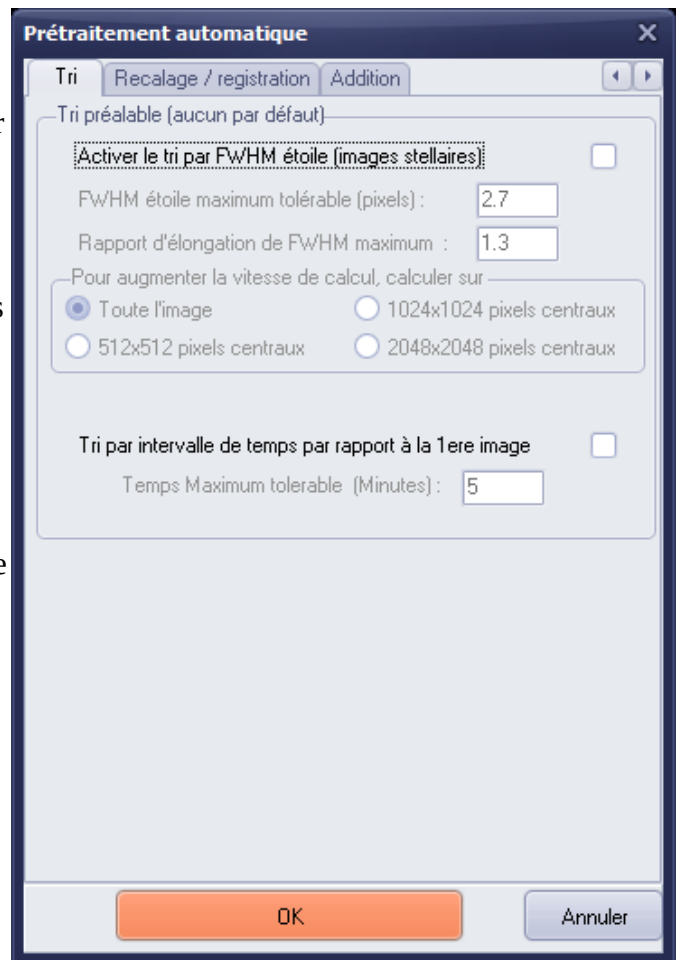 Prétraitement automatique
Tri Recalage / registration Addition
Tri préalable (aucun par défaut)
Activer le tri par FWHM étoile (images stellaires)
FWHM étoile maximum tolérable (pixels) : 2.7
Rapport d'élongation de FWHM maximum : 1.3
Pour augmenter la vitesse de calcul, calculer sur
Toute l'image 1024x1024 pixels centraux
512x512 pixels centraux 2048x2048 pixels centraux
Tri par intervalle de temps par rapport à la 1ere image
Temps Maximum tolerable (Minutes) : 5
OK Annuler